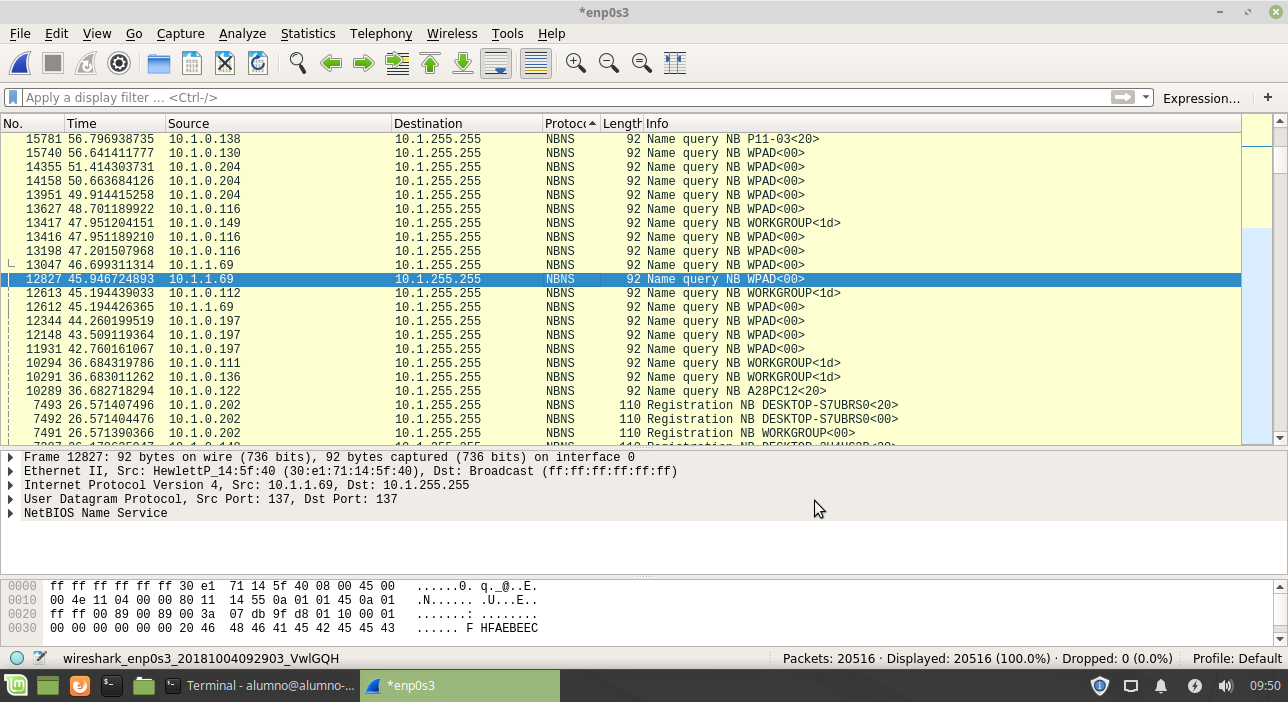 *enp0s3
File Edit View Go Capture Analyze Statistics Telephony Wireless Tools Help
Apply a display filter ... <Ctrl-/> Expression... +
No. Time Source Destination Protoco Length Info
15781 56.796938735 10.1.0.138 10.1.255.255 NBNS 92 Name query NB P11-03<20>
15740 56.641411777 10.1.0.130 10.1.255.255 NBNS 92 Name query NB WPAD<00>
14355 51.414303731 10.1.0.204 10.1.255.255 NBNS 92 Name query NB WPAD<00>
14158 50.663684126 10.1.0.204 10.1.255.255 NBNS 92 Name query NB WPAD<00>
13951 49.914415258 10.1.0.204 10.1.255.255 NBNS 92 Name query NB WPAD<00>
13627 48.701189922 10.1.0.116 10.1.255.255 NBNS 92 Name query NB WPAD<00>
13417 47.951204151 10.1.0.149 10.1.255.255 NBNS 92 Name query NB WORKGROUP<1d>
13416 47.951189210 10.1.0.116 10.1.255.255 NBNS 92 Name query NB WPAD<00>
13198 47.201507968 10.1.0.116 10.1.255.255 NBNS 92 Name query NB WPAD<00>
13047 46.699311314 10.1.1.69 10.1.255.255 NBNS 92 Name query NB WPAD<00>
12827 45.946724893 10.1.1.69 10.1.255.255 NBNS 92 Name query NB WPAD<00>
12613 45.194439033 10.1.0.112 10.1.255.255 NBNS 92 Name query NB WORKGROUP<1d>
12612 45.194426365 10.1.1.69 10.1.255.255 NBNS 92 Name query NB WPAD<00>
12344 44.260199519 10.1.0.197 10.1.255.255 NBNS 92 Name query NB WPAD<00>
12148 43.509119364 10.1.0.197 10.1.255.255 NBNS 92 Name query NB WPAD<00>
11931 42.760161067 10.1.0.197 10.1.255.255 NBNS 92 Name query NB WPAD<00>
10294 36.684319786 10.1.0.111 10.1.255.255 NBNS 92 Name query NB WORKGROUP<1d>
10291 36.683011262 10.1.0.136 10.1.255.255 NBNS 92 Name query NB WORKGROUP<1d>
10289 36.682718294 10.1.0.122 10.1.255.255 NBNS 92 Name query NB A28PC12<20>
7493 26.571407496 10.1.0.202 10.1.255.255 NBNS 110 Registration NB DESKTOP-S7UBRS0<20>
7492 26.571404476 10.1.0.202 10.1.255.255 NBNS 110 Registration NB DESKTOP-S7UBRS0<00>
7491 26.571390366 10.1.0.202 10.1.255.255 NBNS 110 Registration NB WORKGROUP<00>
Frame 12827: 92 bytes on wire (736 bits), 92 bytes captured (736 bits) on interface 0
Ethernet II, Src: HewlettP_14:5f:40 (30:e1:71:14:5f:40), Dst: Broadcast (ff:ff:ff:ff:ff:ff)
Internet Protocol Version 4, Src: 10.1.1.69, Dst: 10.1.255.255
User Datagram Protocol, Src Port: 137, Dst Port: 137
NetBIOS Name Service
0000 ff ff ff ff ff ff 30 e1 71 14 5f 40 08 00 45 00 ......0. q._@..E.
0010 00 4e 11 04 00 00 80 11 14 55 0a 01 01 45 0a 01 .N...... .U...E..
0020 ff ff 00 89 00 89 00 3a 07 db 9f d8 01 10 00 01 .......: ........
0030 00 00 00 00 00 00 20 46 48 46 41 45 42 45 45 43 ...... F HFAEBEEC
wireshark_enp0s3_20181004092903_VwlGQH Packets: 20516 · Displayed: 20516 (100.0%) · Dropped: 0 (0.0%) Profile: Default
Terminal - alumno@alumno-... *enp0s3 09:50